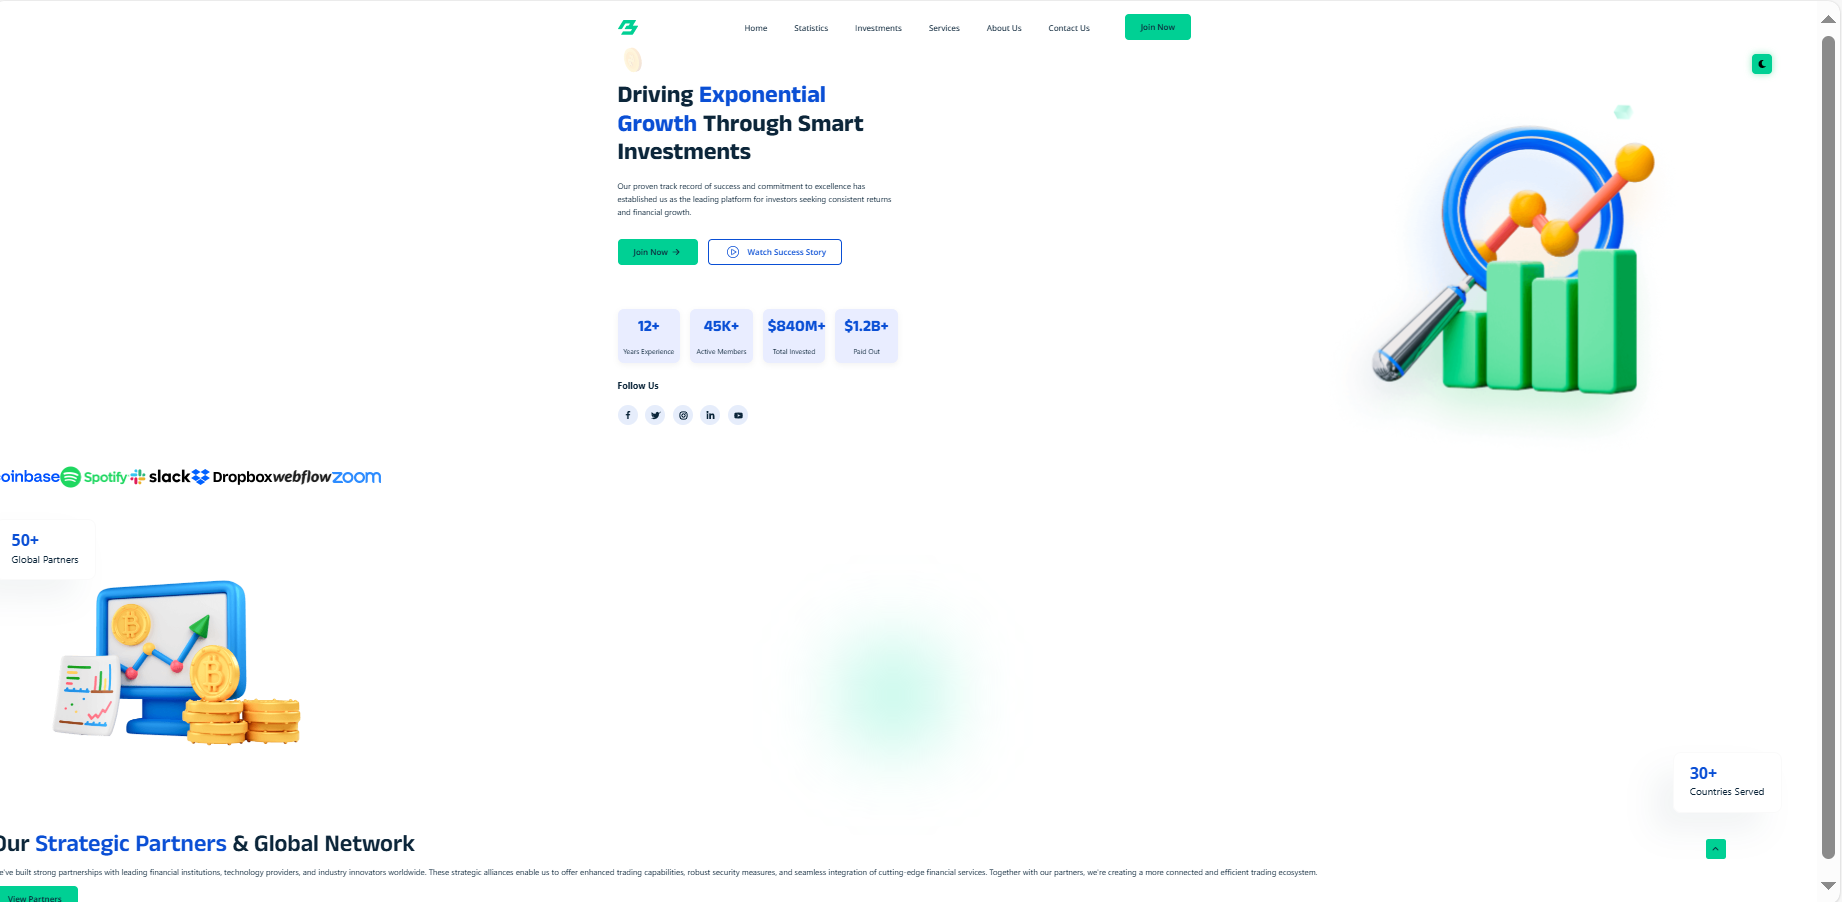 Home Statistics Investments Services About Us Contact Us Join Now
Driving Exponential
Growth Through Smart
Investments
Our proven track record of success and commitment to excellence has
established us as the leading platform for investors seeking consistent returns
and financial growth.
Join Now
Watch Success Story
12+ 45K+ $840M+ $1.2B+
Years Experience Active Members Total Invested Paid Out
Follow Us
oinbase Spotify slack Dropbox webflow zoom
50+
Global Partners
30+
Countries Served
Our Strategic Partners & Global Network
e've built strong partnerships with leading financial institutions, technology providers, and industry innovators worldwide. These strategic alliances enable us to offer enhanced trading capabilities, robust security measures, and seamless integration of cutting-edge financial services. Together with our partners, we're creating a more connected and efficient trading ecosystem.
View Partners